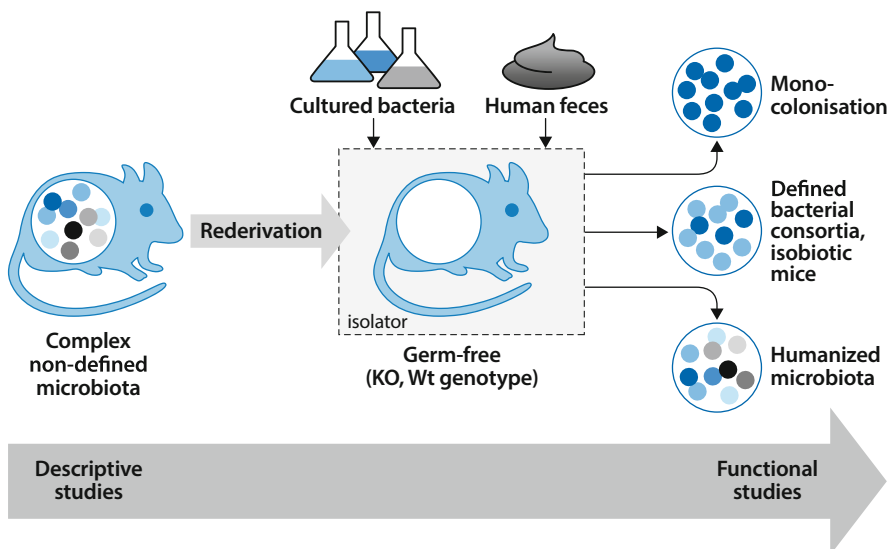 Cultured bacteria
Human feces
Mono-
colonisation
Rederivation
Defined
bacterial
consortia,
isobiotic
mice
isolator
Complex
non-defined
microbiota
Germ-free
(KO, Wt genotype)
Humanized
microbiota
Descriptive
studies
Functional
studies